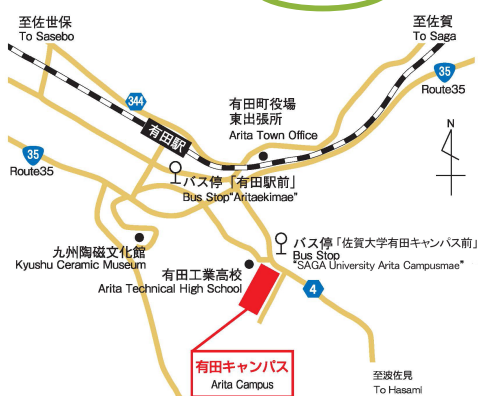 至佐世保
To Sasebo
至佐賀
To Saga
35
Route35
344
有田町役場
東出張所
Arita Town Office
有田駅
N
35
Route35
バス停「有田駅前」
Bus Stop"Aritaekimae"
九州陶磁文化館
Kyushu Ceramic Museum
バス停「佐賀大学有田キャンパス前」
Bus Stop
"SAGA University Arita Campusmae"
有田工業高校
Arita Technical High School
4
有田キャンパス
Arita Campus
至波佐見
To Hasami